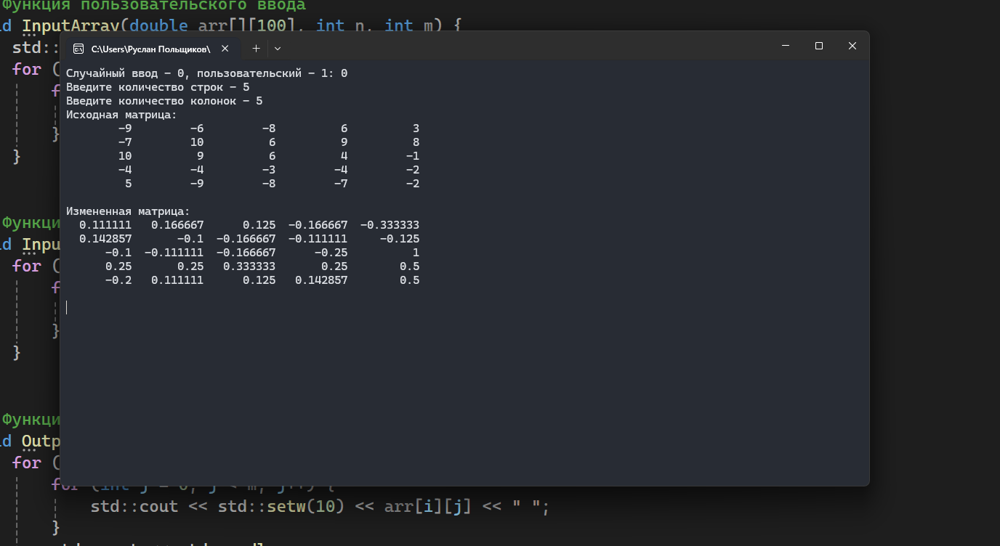 Функция пользовательского ввода
ld InputArray(double arr[][100], int n, int m) {
std::
for (
}
}
C:\Users\Руслан Польщиков\
Случайный ввод - 0, пользовательский - 1: 0
Введите количество строк - 5
Введите количество колонок - 5
Исходная матрица:
-9 -6 -8 6 3
-7 10 6 9 8
10 9 6 4 -1
-4 -4 -3 -4 -2
5 -9 -8 -7 -2
Измененная матрица:
0.111111 0.166667 0.125 -0.166667 -0.333333
0.142857 -0.1 -0.166667 -0.111111 -0.125
-0.1 -0.111111 -0.166667 -0.25 1
0.25 0.25 0.333333 0.25 0.5
-0.2 0.111111 0.125 0.142857 0.5
Функци
ld Inpu
for (
}
}
Функци
ld Outp
for (
for (int j = 0; j < m; j++) {
std::cout << std::setw(10) << arr[i][j] << " ";
}